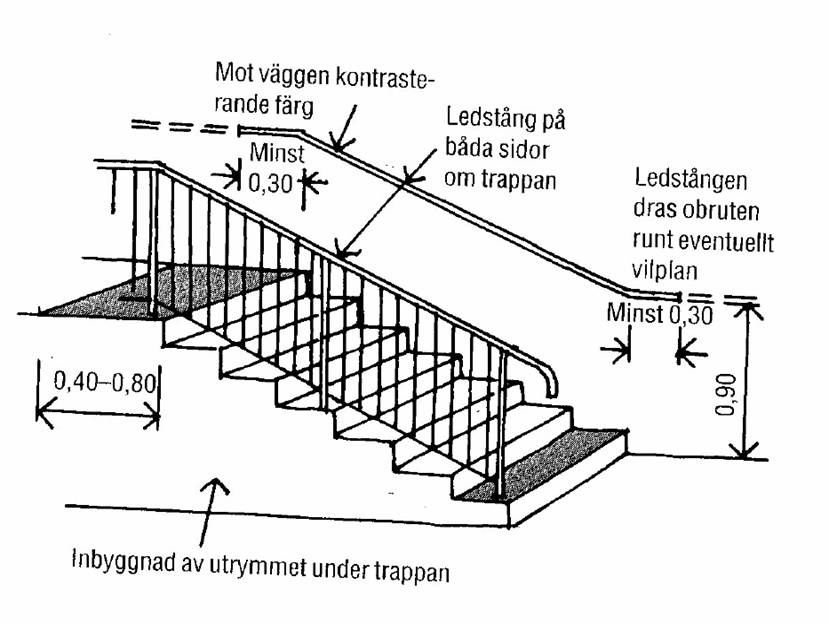 Mot väggen kontraste-
rande färg
Ledstång på
båda sidor
om trappan
Minst
0,30
Ledstången
dras obruten
runt eventuellt
vilplan
Minst 0,30
0,40–0,80
0,90
Inbyggnad av utrymmet under trappan